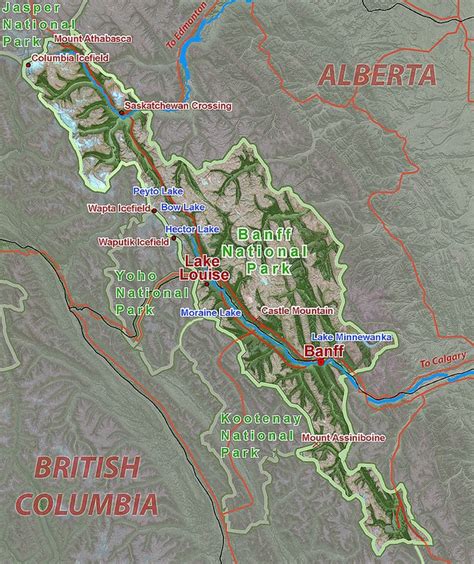 Jasper
National
Park
Mount Athabasca
To Edmonton
Columbia Icefield
ALBERTA
Saskatchewan Crossing
Peyto Lake
Wapta Icefield
Bow Lake
Hector Lake
Waputik Icefield
Banff
National
Park
Lake
Louise
Yoho
National
Park
Moraine Lake
Castle Mountain
Lake Minnewanka
Banff
To Calgary
Kootenay
National
Park
Mount Assiniboine
BRITISH
COLUMBIA